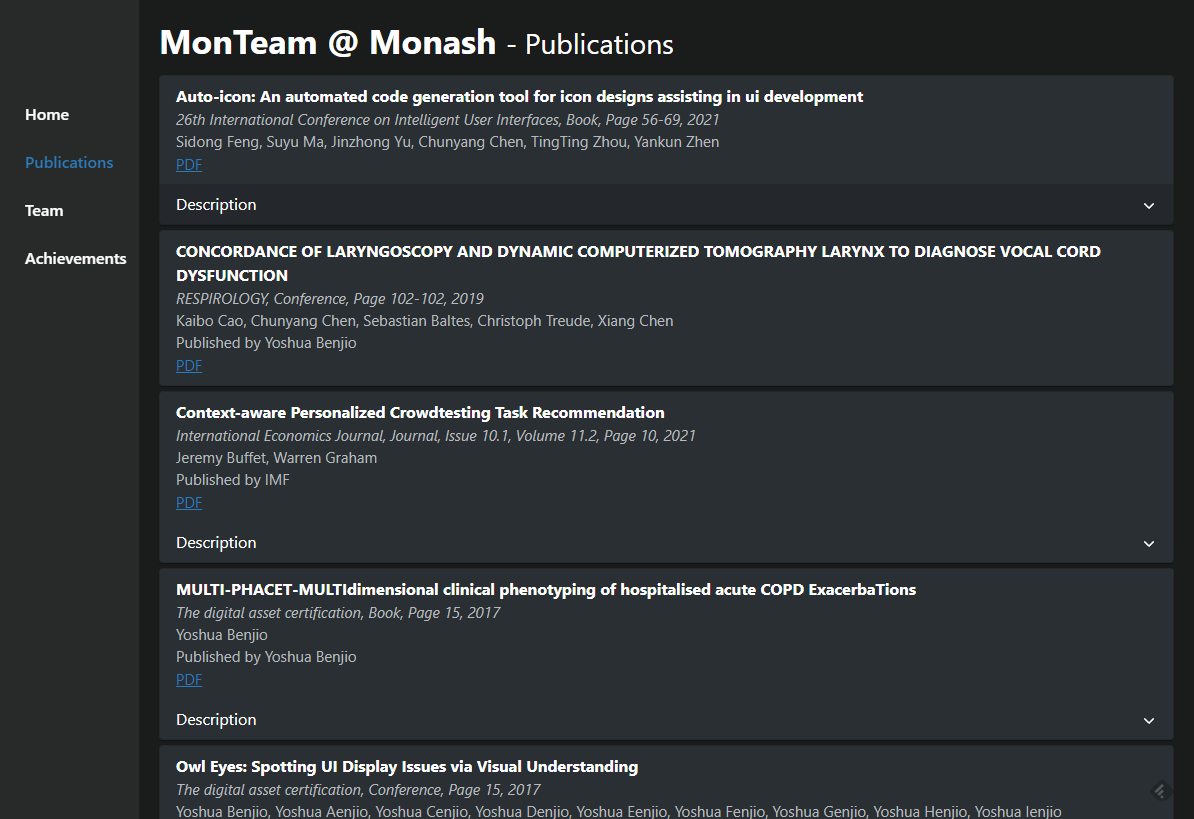 MonTeam @ Monash - Publications
Home
Publications
Team
Achievements
Auto-icon: An automated code generation tool for icon designs assisting in ui development
26th International Conference on Intelligent User Interfaces, Book, Page 56-69, 2021
Sidong Feng, Suyu Ma, Jinzhong Yu, Chunyang Chen, TingTing Zhou, Yankun Zhen
PDF
Description
CONCORDANCE OF LARYNGOSCOPY AND DYNAMIC COMPUTERIZED TOMOGRAPHY LARYNX TO DIAGNOSE VOCAL CORD
DYSFUNCTION
RESPIROLOGY, Conference, Page 102-102, 2019
Kaibo Cao, Chunyang Chen, Sebastian Baltes, Christoph Treude, Xiang Chen
Published by Yoshua Benjio
PDF
Context-aware Personalized Crowdtesting Task Recommendation
International Economics Journal, Journal, Issue 10.1, Volume 11.2, Page 10, 2021
Jeremy Buffet, Warren Graham
Published by IMF
PDF
Description
MULTI-PHACET-MULTIdimensional clinical phenotyping of hospitalised acute COPD ExacerbaTions
The digital asset certification, Book, Page 15, 2017
Yoshua Benjio
Published by Yoshua Benjio
PDF
Description
Owl Eyes: Spotting UI Display Issues via Visual Understanding
The digital asset certification, Conference, Page 15, 2017
Yoshua Benjio, Yoshua Aenjio, Yoshua Cenjio, Yoshua Denjio, Yoshua Eenjio, Yoshua Fenjio, Yoshua Genjio, Yoshua Henjio, Yoshua Ienjio